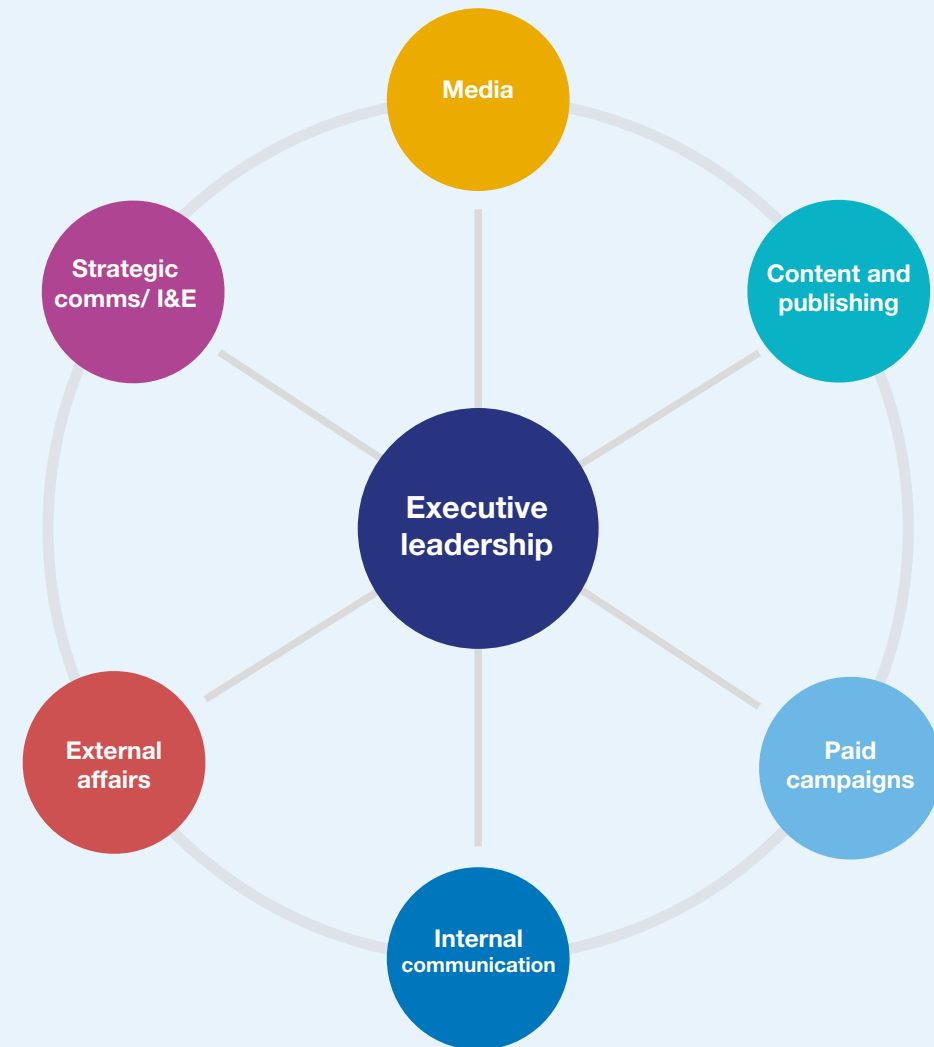 Media
Strategic
comms/ I&E
Content and
publishing
Executive
leadership
External
affairs
Paid
campaigns
Internal
communication